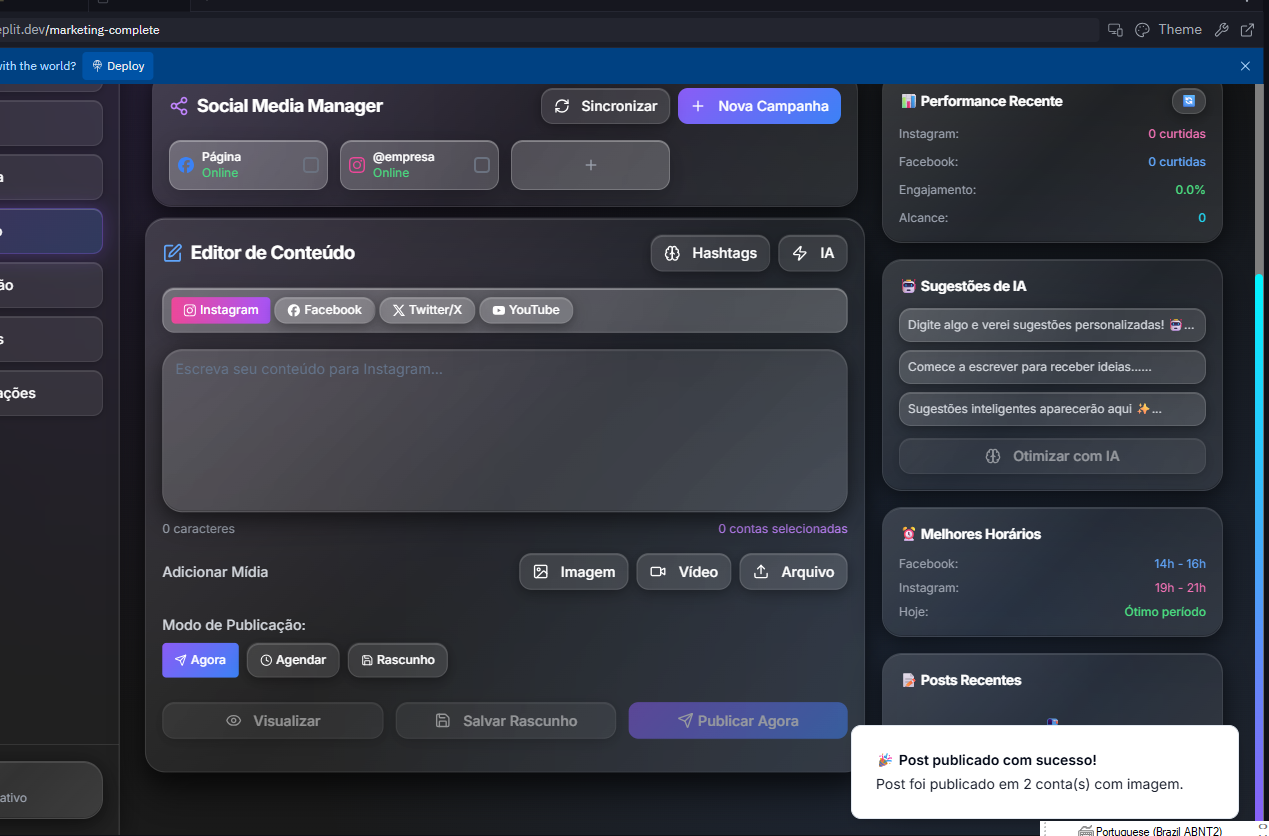 eplit.dev/marketing-complete
Theme
with the world?
Deploy
Social Media Manager
Sincronizar
Nova Campanha
Página
Online
@empresa
Online
+
Editor de Conteúdo
Hashtags
IA
Instagram
Facebook
Twitter/X
YouTube
Escreva seu conteúdo para Instagram...
0 caracteres
0 contas selecionadas
Adicionar Mídia
Imagem
Vídeo
Arquivo
Modo de Publicação:
Agora
Agendar
Rascunho
Visualizar
Salvar Rascunho
Publicar Agora
a
o
ão
s
ações
ativo
Performance Recente
Instagram:
0 curtidas
Facebook:
0 curtidas
Engajamento:
0.0%
Alcance:
0
Sugestões de IA
Digite algo e verei sugestões personalizadas! 🤖...
Comece a escrever para receber ideias......
Sugestões inteligentes aparecerão aqui ✨...
Otimizar com IA
Melhores Horários
Facebook:
14h - 16h
Instagram:
19h - 21h
Hoje:
Ótimo período
Posts Recentes
🎉 Post publicado com sucesso!
Post foi publicado em 2 conta(s) com imagem.
Portuguese (Brazil ABNT2)